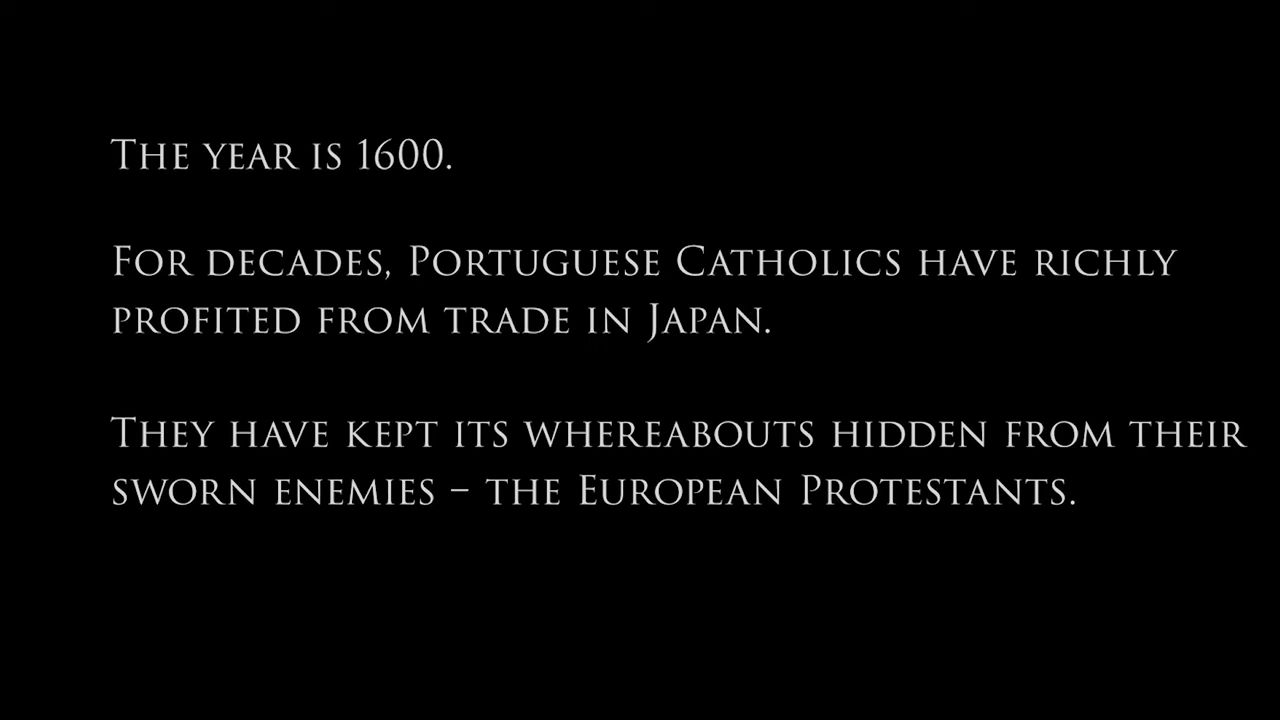 The year is 1600.
For decades, Portuguese Catholics have richly
profited from trade in Japan.
They have kept its whereabouts hidden from their
sworn enemies – the European Protestants.